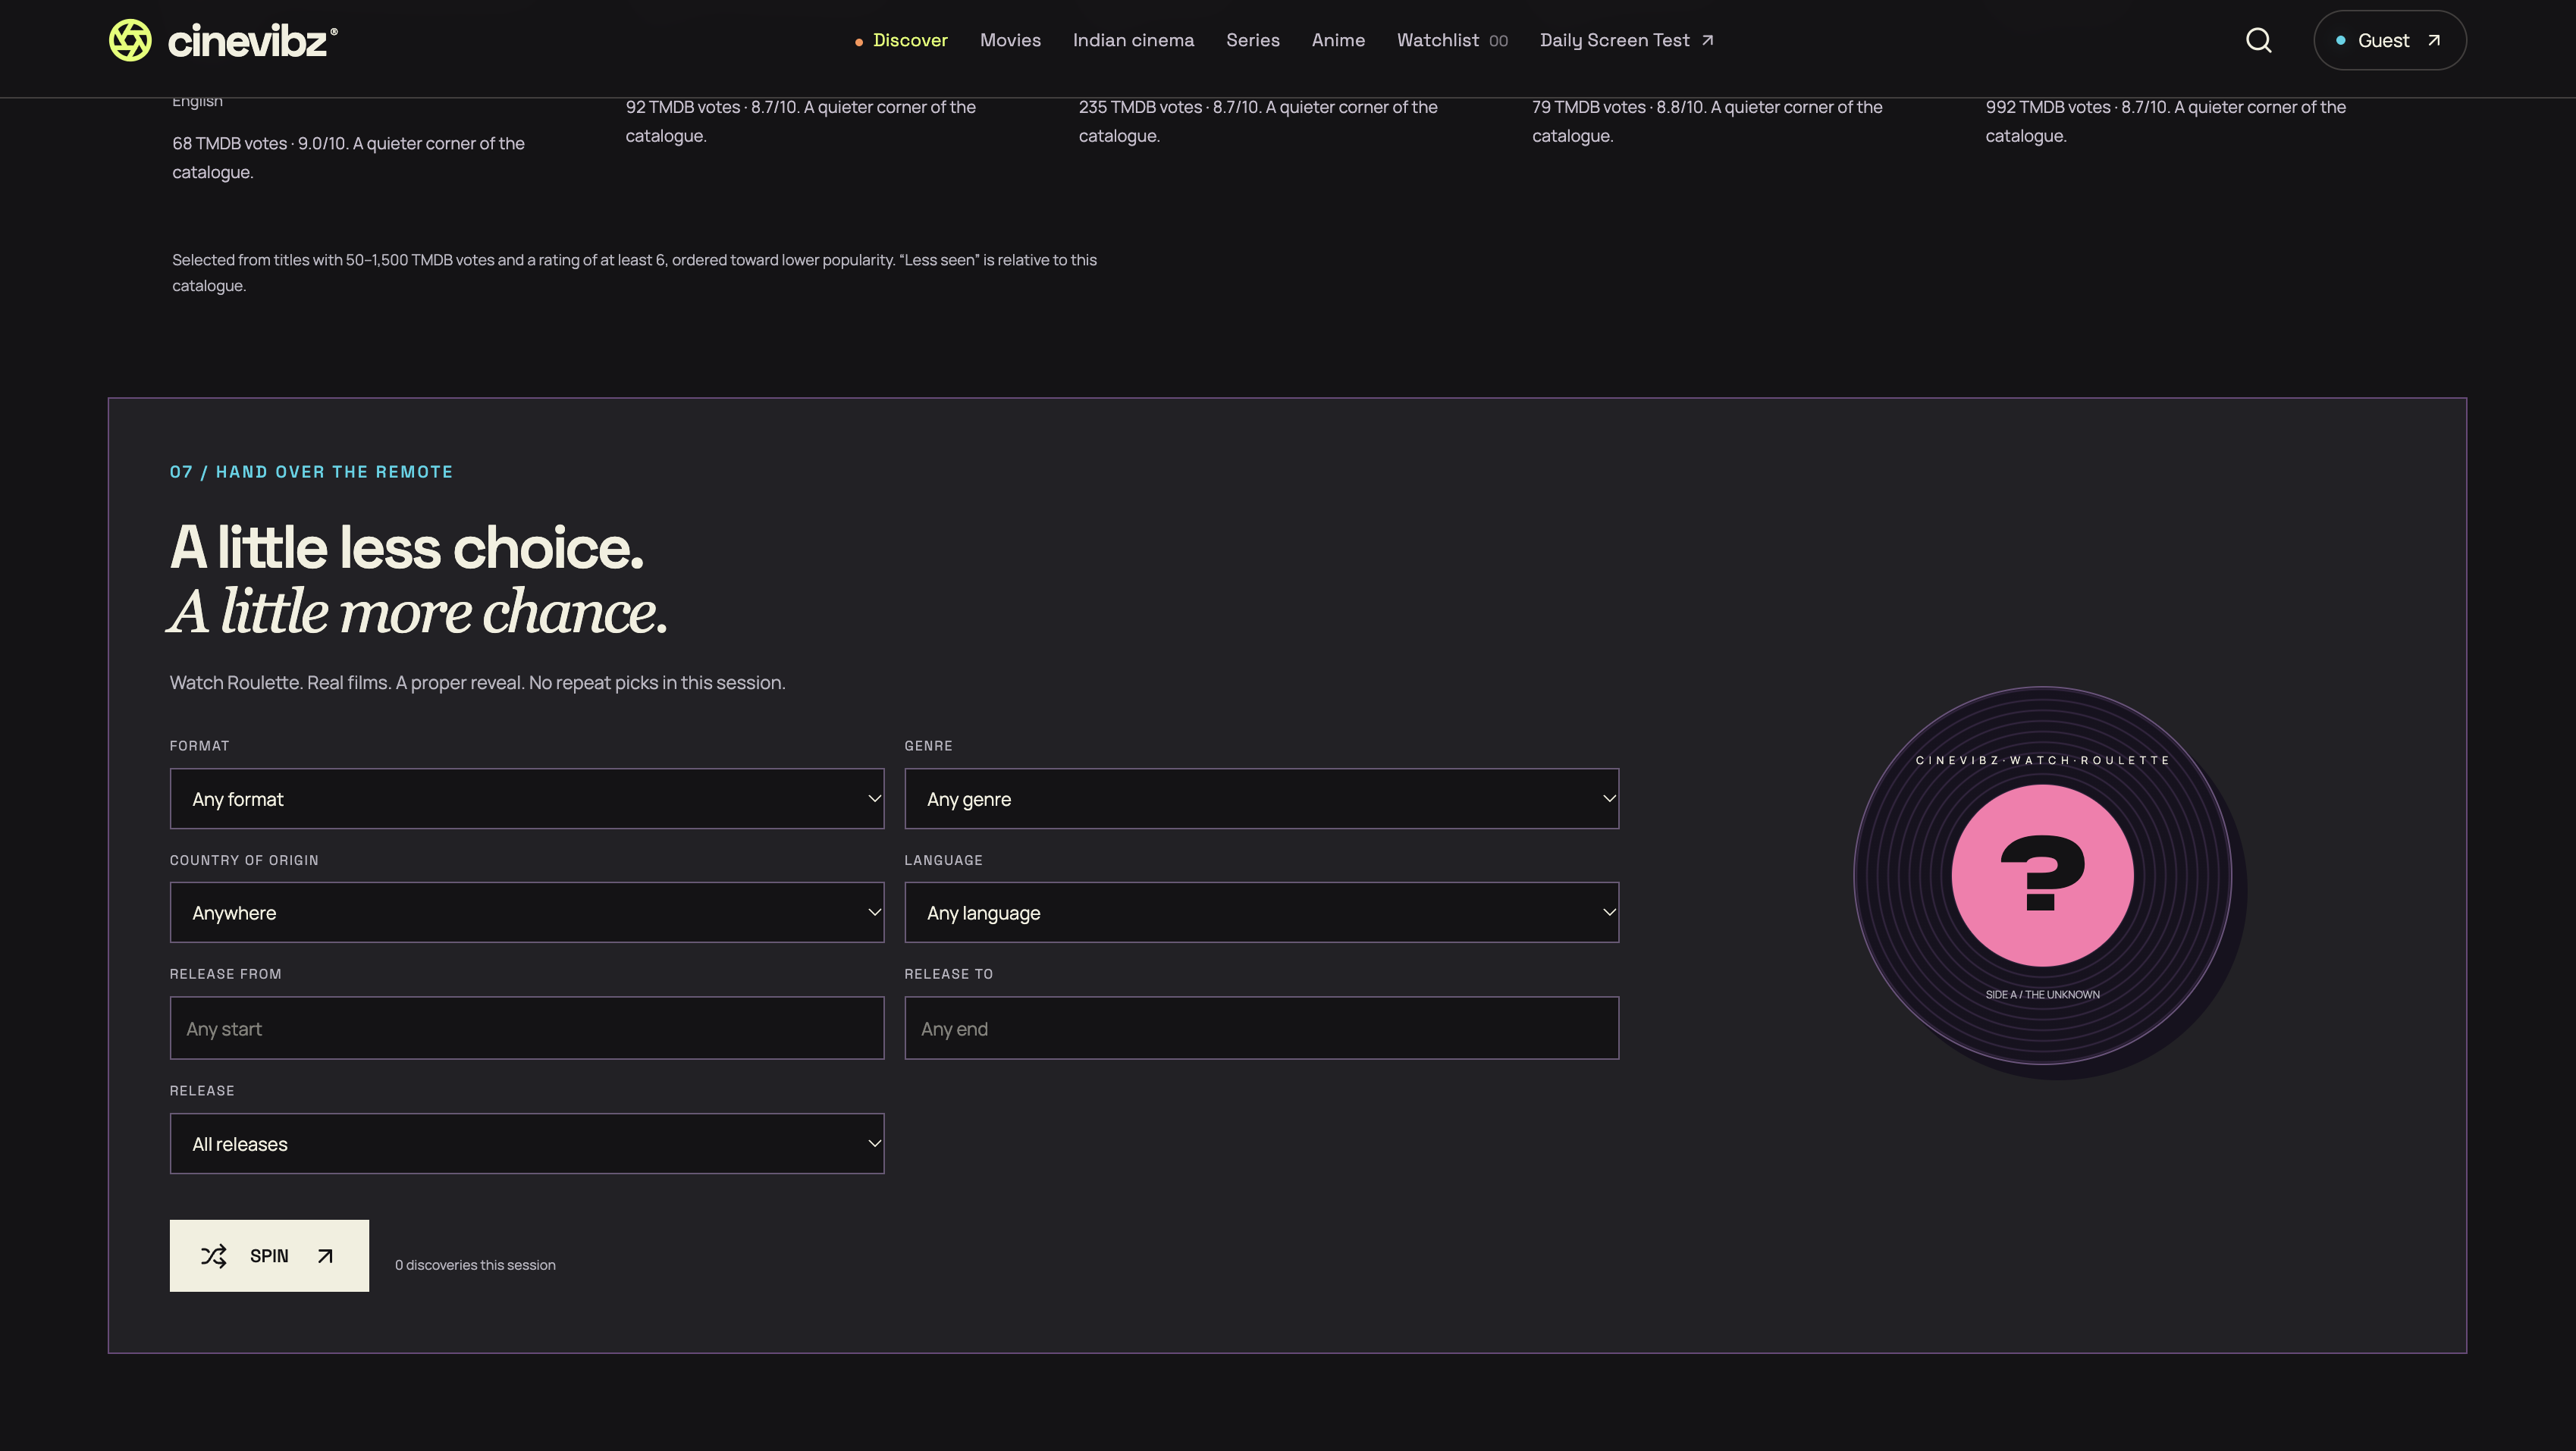 cinevibz®
Discover
Movies
Indian cinema
Series
Anime
Watchlist 00
Daily Screen Test
Guest
English
68 TMDB votes · 9.0/10. A quieter corner of the
catalogue.
92 TMDB votes · 8.7/10. A quieter corner of the
catalogue.
235 TMDB votes · 8.7/10. A quieter corner of the
catalogue.
79 TMDB votes · 8.8/10. A quieter corner of the
catalogue.
992 TMDB votes · 8.7/10. A quieter corner of the
catalogue.
Selected from titles with 50–1,500 TMDB votes and a rating of at least 6, ordered toward lower popularity. “Less seen” is relative to this
catalogue.
07 / HAND OVER THE REMOTE
A little less choice.
A little more chance.
Watch Roulette. Real films. A proper reveal. No repeat picks in this session.
FORMAT
Any format
GENRE
Any genre
COUNTRY OF ORIGIN
Anywhere
LANGUAGE
Any language
RELEASE FROM
Any start
RELEASE TO
Any end
RELEASE
All releases
SPIN
0 discoveries this session
CINEVIBZ·WATCH·ROULETTE
?
SIDE A / THE UNKNOWN